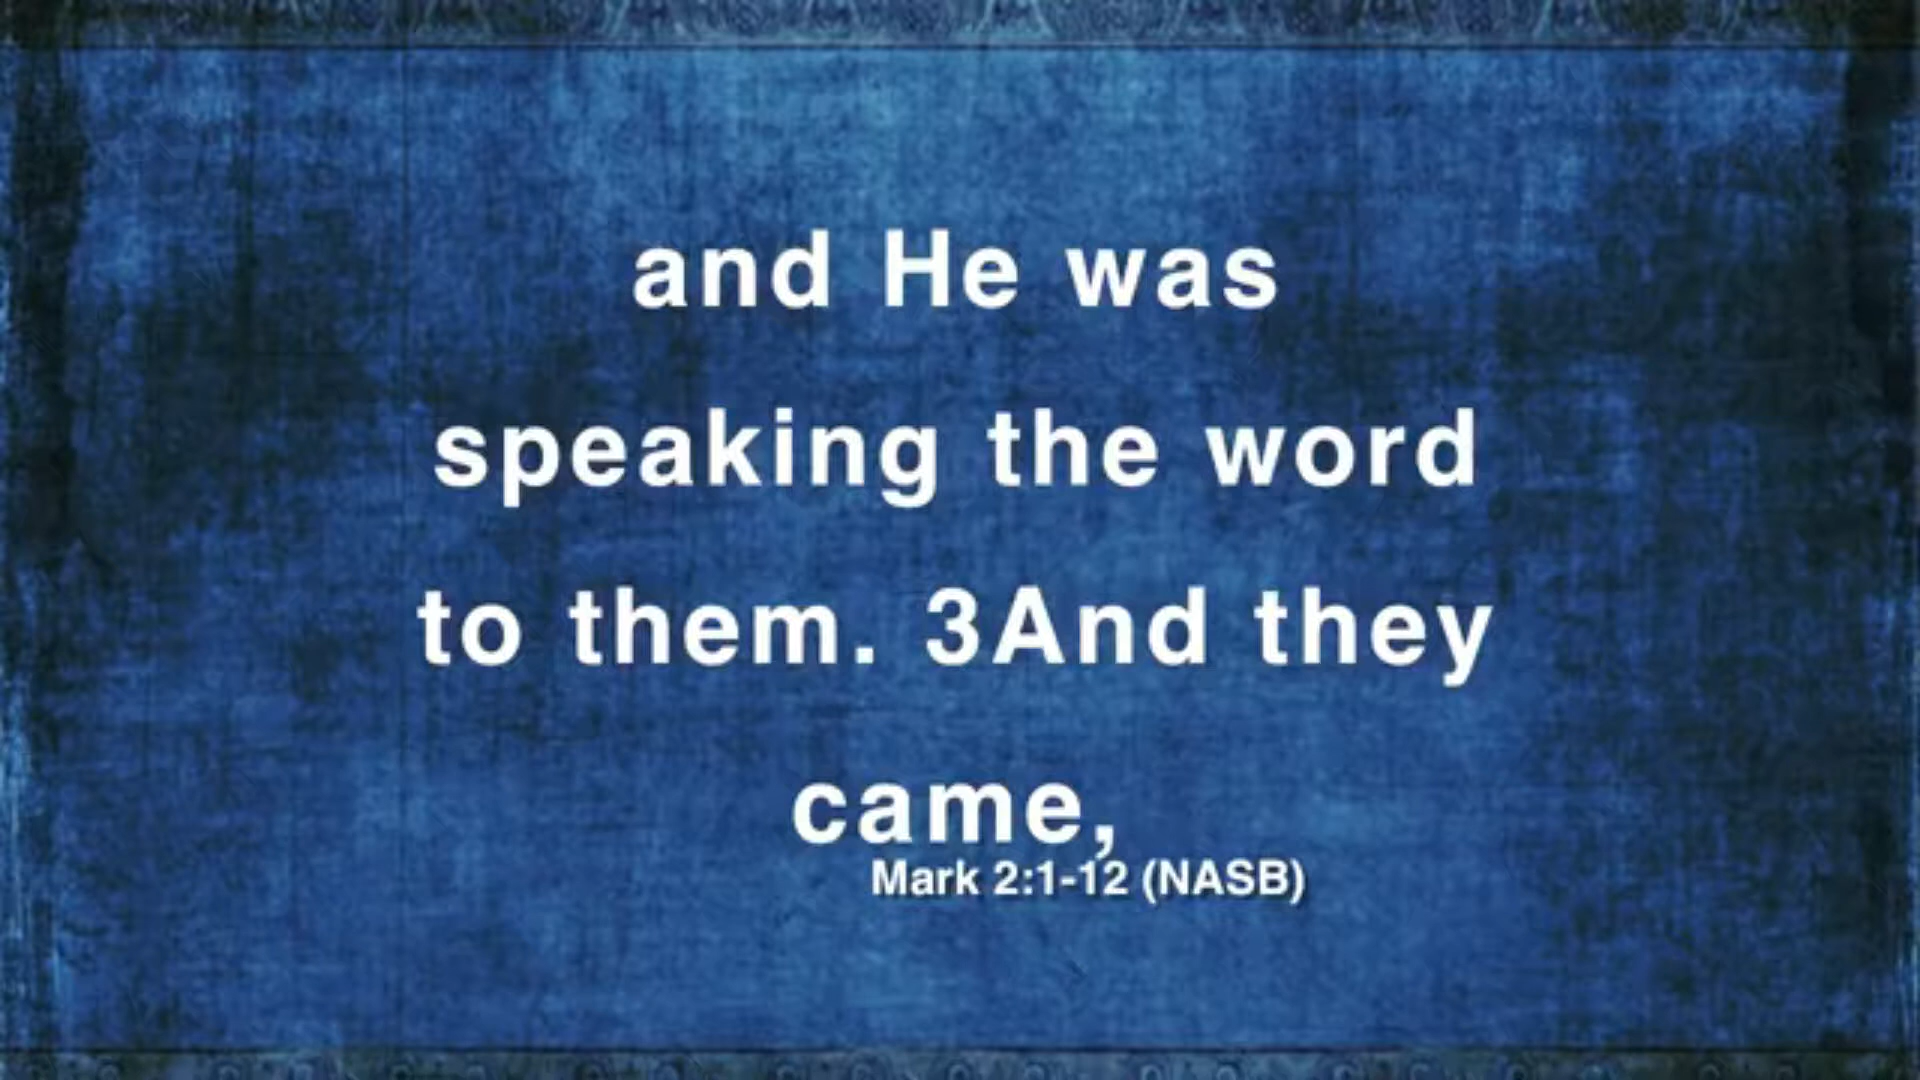 and He was
speaking the word
to them. 3And they
came,
Mark 2:1-12 (NASB)